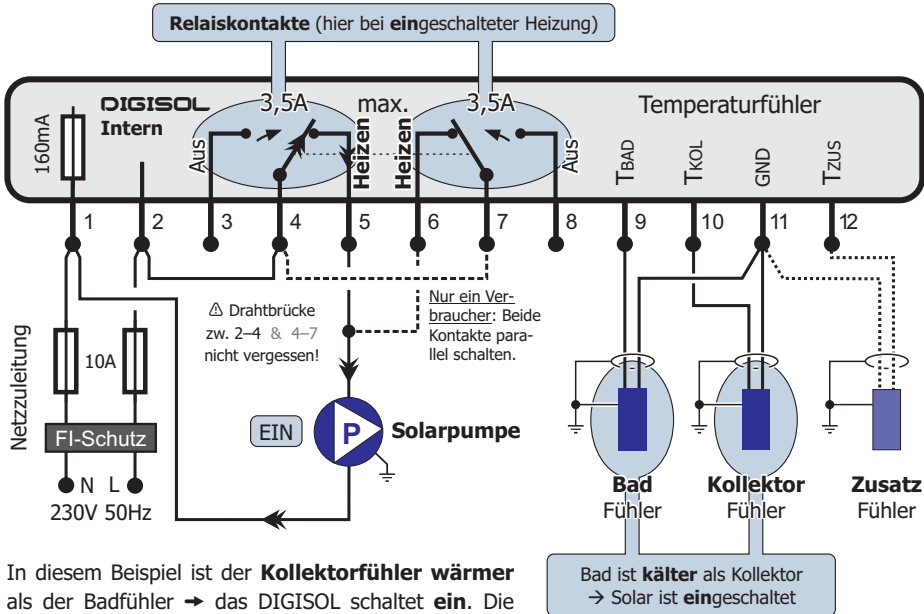 Relaiskontakte (hier bei eingeschalteter Heizung)
DIGISOL
Intern
160mA
3,5A
max.
3,5A
Temperaturfühler
Aus
Heizen
Heizen
Aus
TBAD
TKOL
GND
TZUS
1
2
3
4
5
6
7
8
9
10
11
12
⚠ Drahtbrücke
zw. 2–4 & 4–7
nicht vergessen!
Nur ein Ver-
braucher: Beide
Kontakte para-
llel schalten.
Netzzuleitung
10A
FI-Schutz
N L
230V 50Hz
EIN
P
Solarpumpe
Bad
Fühler
Kollektor
Fühler
Zusatz
Fühler
Bad ist kälter als Kollektor
→ Solar ist eingeschaltet
In diesem Beispiel ist der Kollektorfühler wärmer
als der Badfühler ➔ das DIGISOL schaltet ein. Die